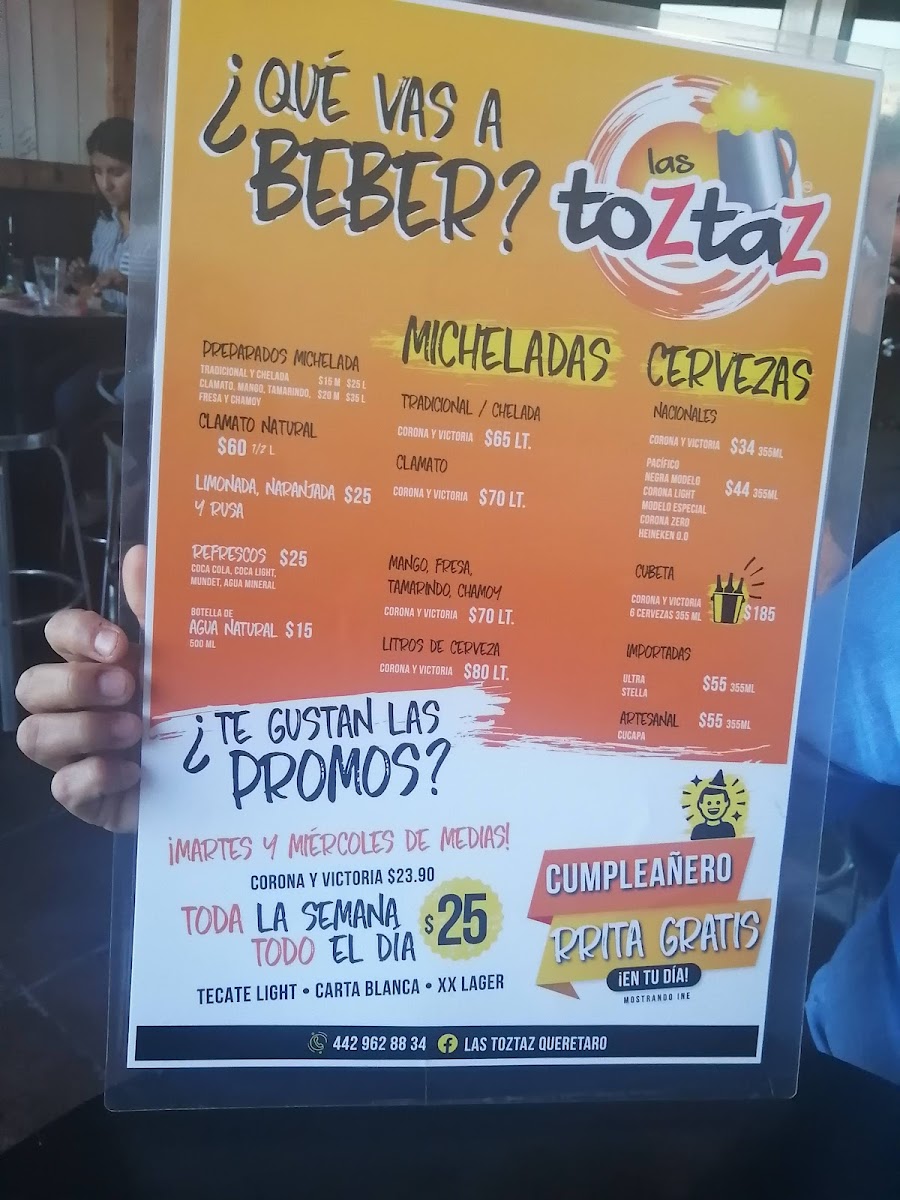 ¿QUÉ VAS A
BEBER?
las
toZtaZ
PREPARADOS MICHELADA
TRADICIONAL Y CHELADA $15 M $25 L
CLAMATO, MANGO, TAMARINDO, $20 M $35 L
FRESA Y CHAMOY
CLAMATO NATURAL
$60 1/2 L
LIMONADA, NARANJADA $25
Y RUSA
REFRESCOS $25
COCA COLA, COCA LIGHT,
MUNDET, AGUA MINERAL
BOTELLA DE
AGUA NATURAL $15
500 ML
MICHELADAS
TRADICIONAL / CHELADA
CORONA Y VICTORIA $65 LT.
CLAMATO
CORONA Y VICTORIA $70 LT.
MANGO, FRESA,
TAMARINDO, CHAMOY
CORONA Y VICTORIA $70 LT.
LITROS DE CERVEZA
CORONA Y VICTORIA $80 LT.
CERVEZAS
NACIONALES
CORONA Y VICTORIA $34 355ML
PACÍFICO
NEGRA MODELO
CORONA LIGHT $44 355ML
MODELO ESPECIAL
CORONA ZERO
HEINEKEN 0.0
CUBETA
CORONA Y VICTORIA
6 CERVEZAS 355 ML $185
IMPORTADAS
ULTRA $55 355ML
STELLA
ARTESANAL $55 355ML
CUCAPA
¿TE GUSTAN LAS
PROMOS?
¡MARTES Y MIÉRCOLES DE MEDIAS!
CORONA Y VICTORIA $23.90
TODA LA SEMANA
TODO EL DÍA
$25
TECATE LIGHT • CARTA BLANCA • XX LAGER
CUMPLEAÑERO
RRITA GRATIS
¡EN TU DÍA!
MOSTRANDO INE
442 962 88 34 LAS TOZTAZ QUERETARO